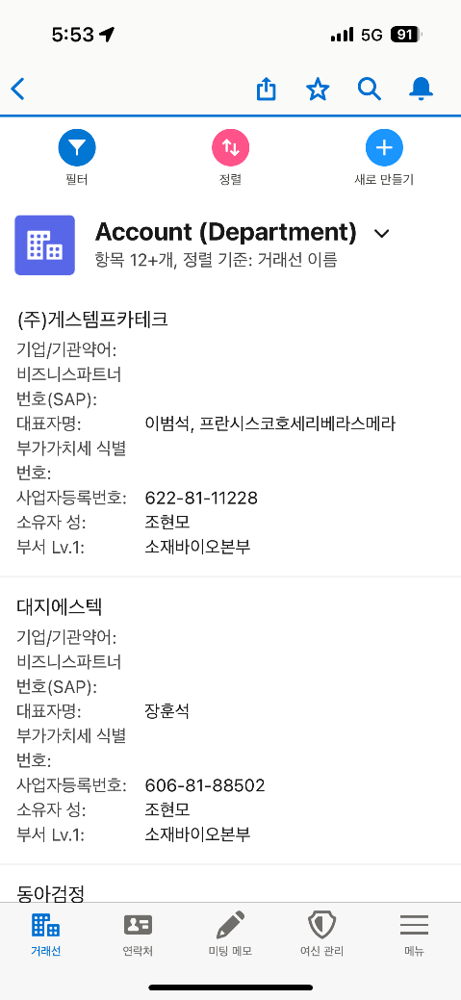 5:53
5G
91
필터
정렬
새로 만들기
Account (Department)
항목 12+개, 정렬 기준: 거래선 이름
(주)게스템프카테크
기업/기관약어:
비즈니스파트너
번호(SAP):
대표자명: 이범석, 프란시스코호세리베라스메라
부가가치세 식별
번호:
사업자등록번호: 622-81-11228
소유자 성: 조현모
부서 Lv.1: 소재바이오본부
대지에스텍
기업/기관약어:
비즈니스파트너
번호(SAP):
대표자명: 장훈석
부가가치세 식별
번호:
사업자등록번호: 606-81-88502
소유자 성: 조현모
부서 Lv.1: 소재바이오본부
동아검정
거래선
연락처
미팅 메모
여신 관리
메뉴